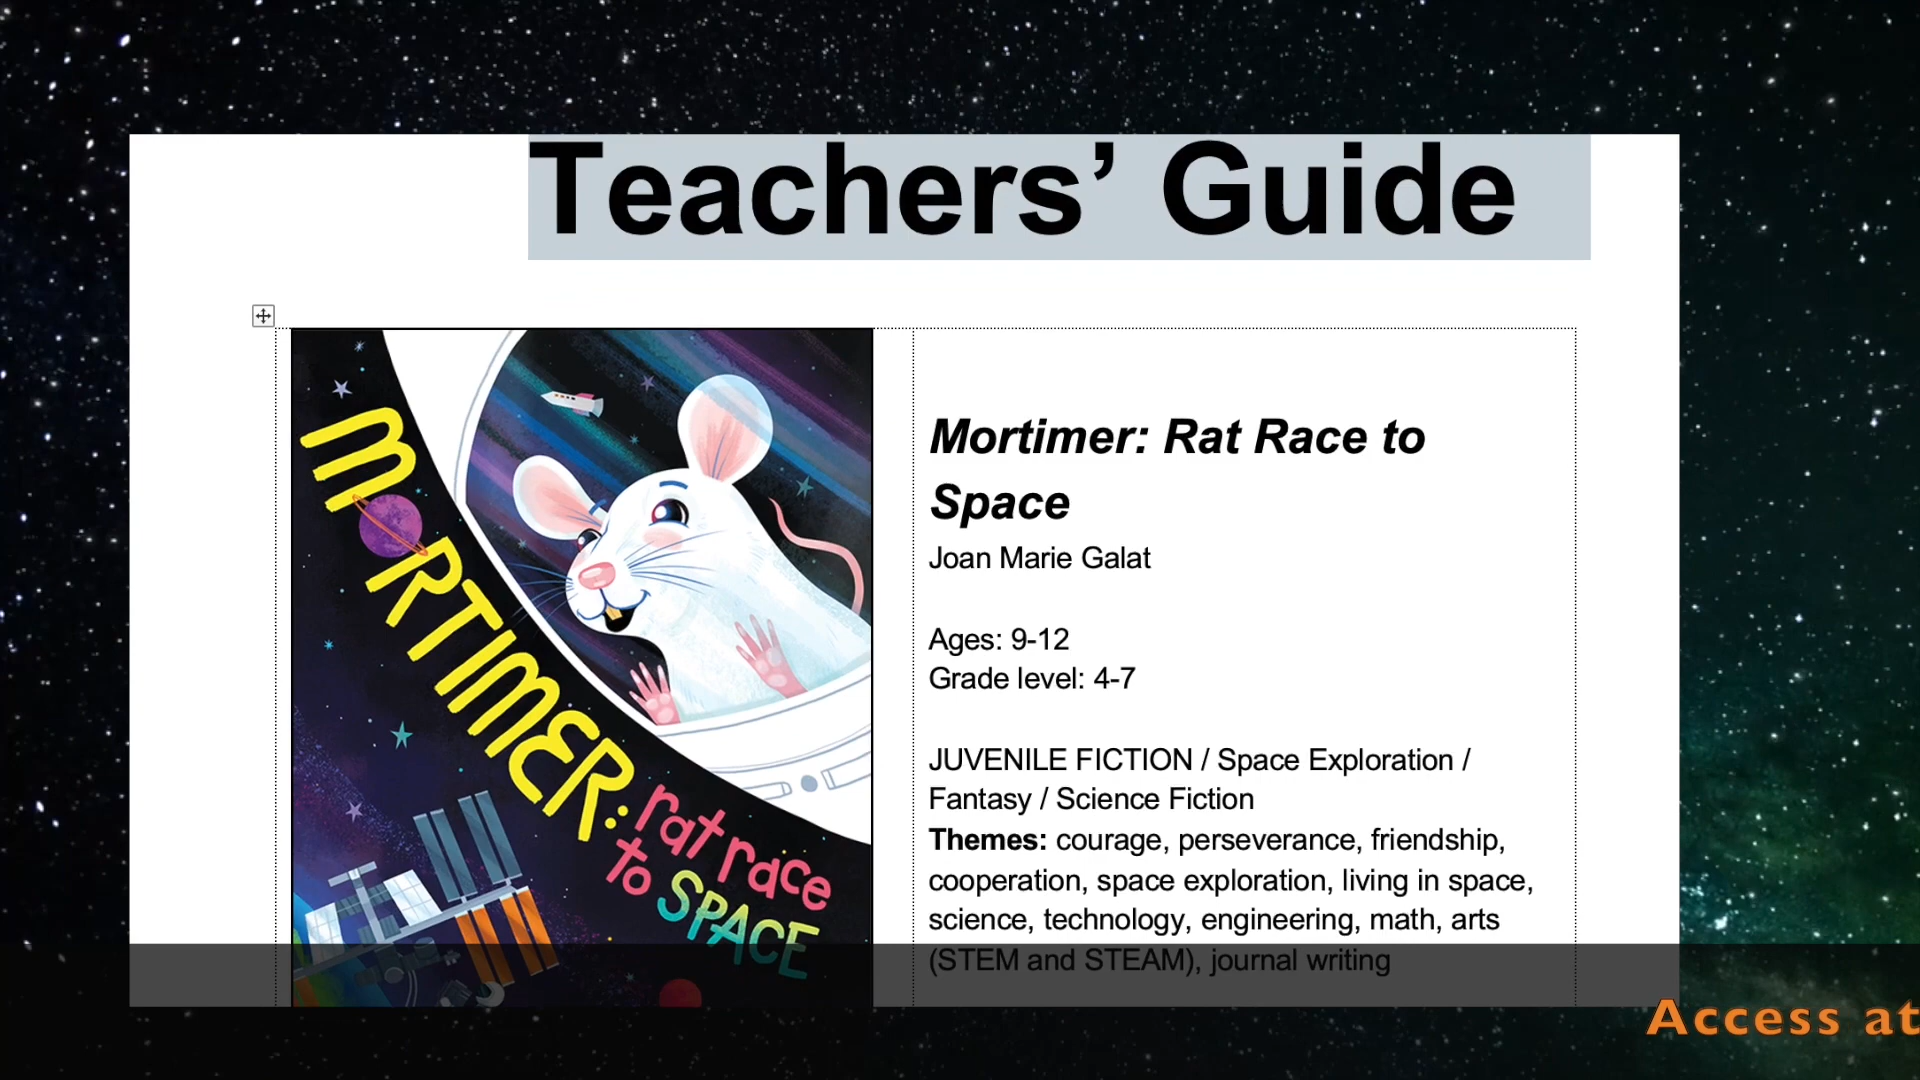 Teachers’ Guide
MORTIMER:
rat race
to SPACE
Mortimer: Rat Race to
Space
Joan Marie Galat
Ages: 9-12
Grade level: 4-7
JUVENILE FICTION / Space Exploration /
Fantasy / Science Fiction
Themes: courage, perseverance, friendship,
cooperation, space exploration, living in space,
science, technology, engineering, math, arts
(STEM and STEAM), journal writing
Access at